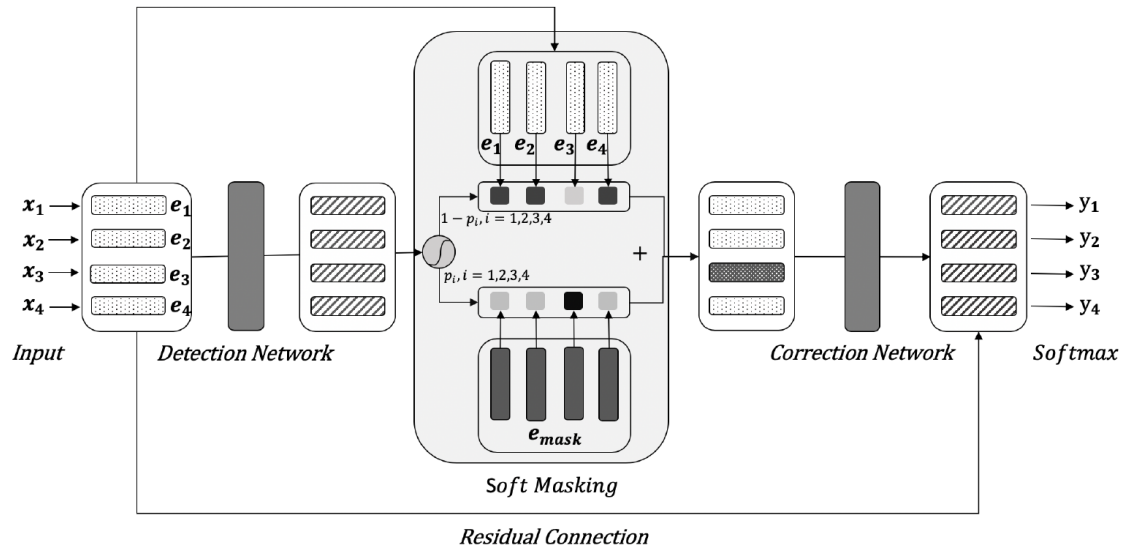 e₁ e₂ e₃ e₄
x₁ e₁
x₂ e₂
x₃ e₃
x₄ e₄
1 − pᵢ, i = 1,2,3,4
pᵢ, i = 1,2,3,4
+
y₁
y₂
y₃
y₄
Input
Detection Network
Correction Network
Softmax
e_mask
Soft Masking
Residual Connection